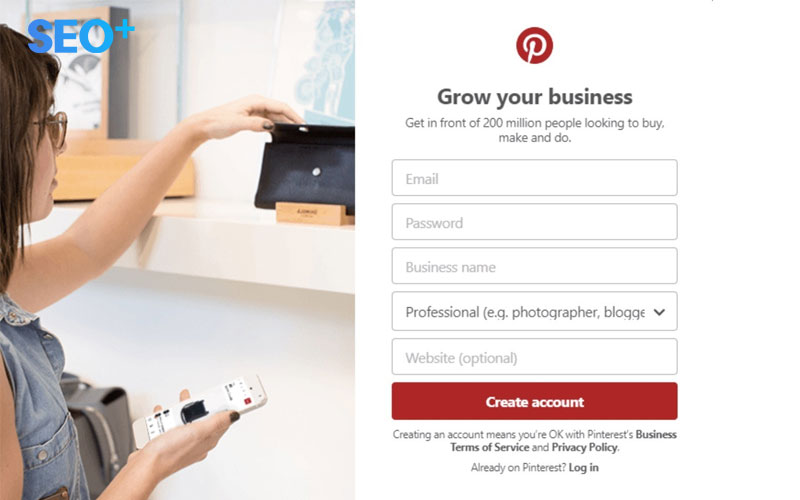 SEO+
Grow your business
Get in front of 200 million people looking to buy,
make and do.
Email
Password
Business name
Professional (e.g. photographer, blogge
Website (optional)
Create account
Creating an account means you're OK with Pinterest's Business
Terms of Service and Privacy Policy.
Already on Pinterest? Log in